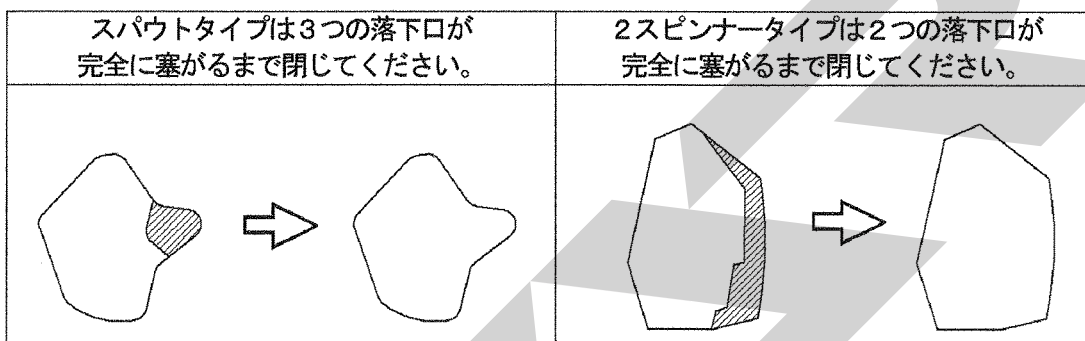 スパウトタイプは３つの落下口が
完全に塞がるまで閉じてください。
２スピンナータイプは２つの落下口が
完全に塞がるまで閉じてください。